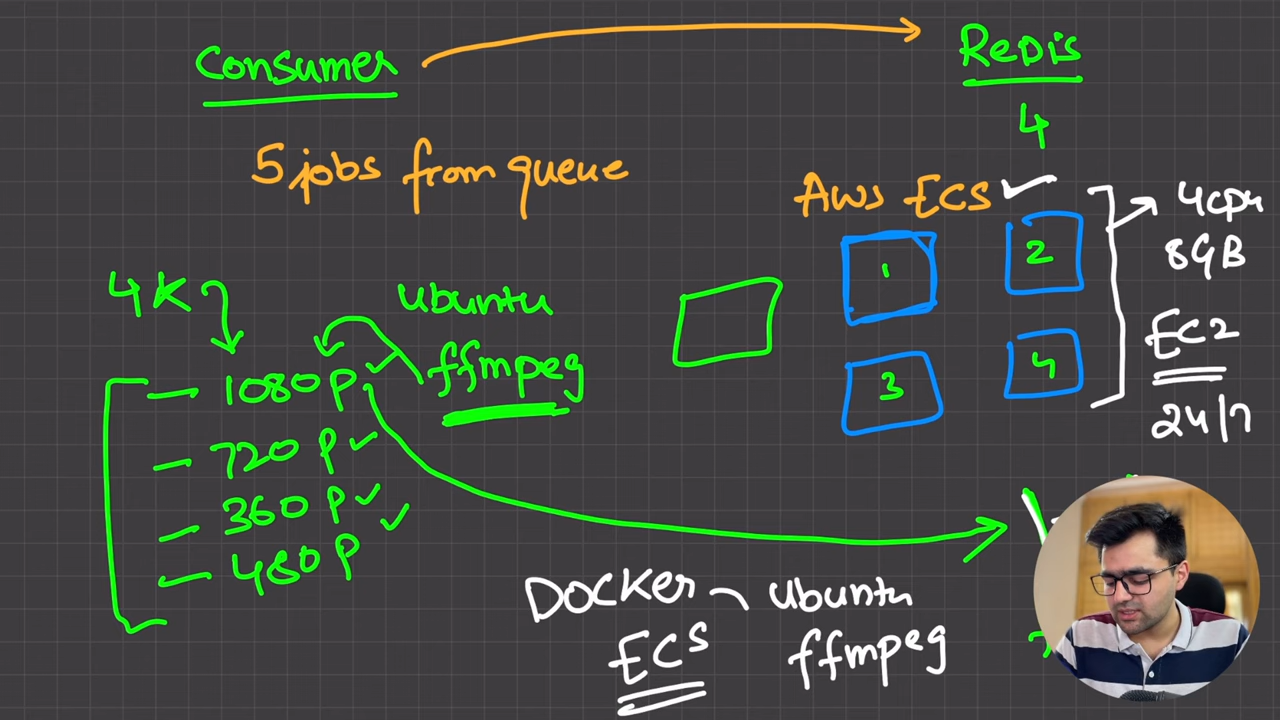 Consumer
Redis
4
5 jobs from queue
AWS ECS
4cpu
8GB
1
2
4K
ubuntu
EC2
1080P
ffmpeg
3
4
24/7
720P
360P
480P
Docker
ubuntu
ECS
ffmpeg